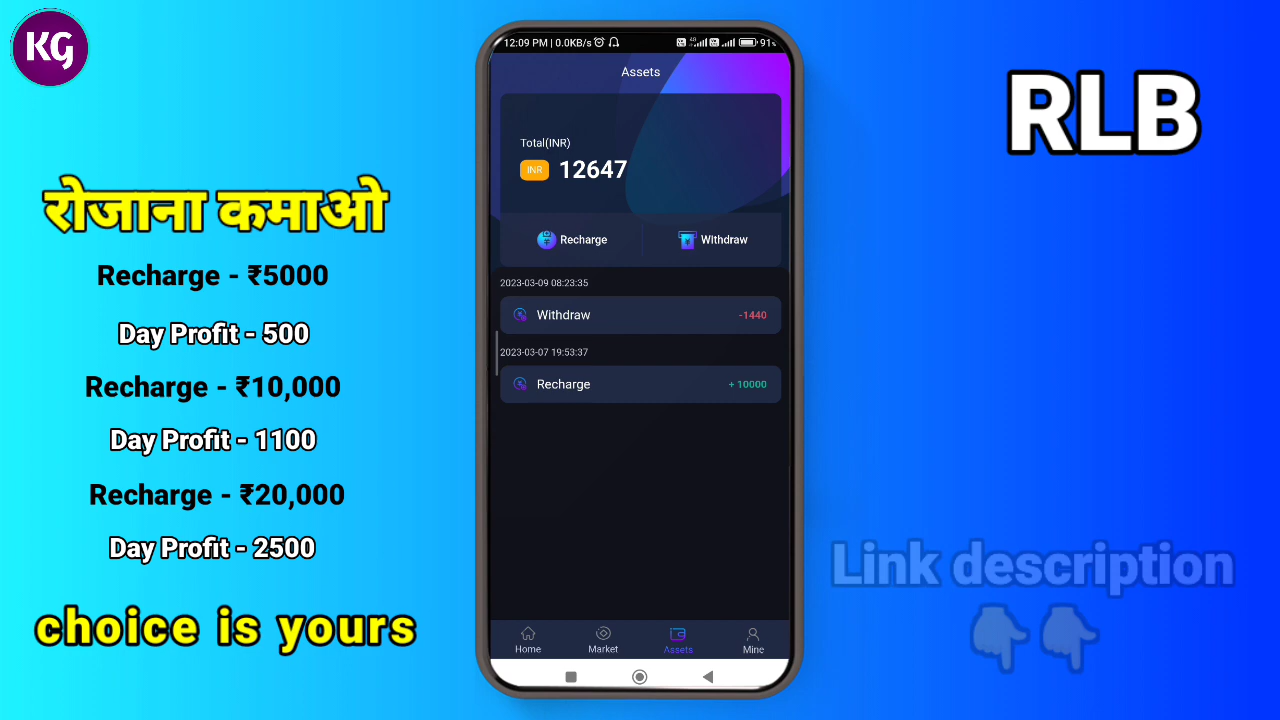 KG
12:09 PM | 0.0KB/s
4G
91%
Assets
RLB
Total(INR)
INR 12647
Recharge
Withdraw
2023-03-09 08:23:35
Withdraw -1440
2023-03-07 19:53:37
Recharge + 10000
Home
Market
Assets
Mine
रोजाना कमाओ
Recharge - ₹5000
Day Profit - 500
Recharge - ₹10,000
Day Profit - 1100
Recharge - ₹20,000
Day Profit - 2500
choice is yours
Link description